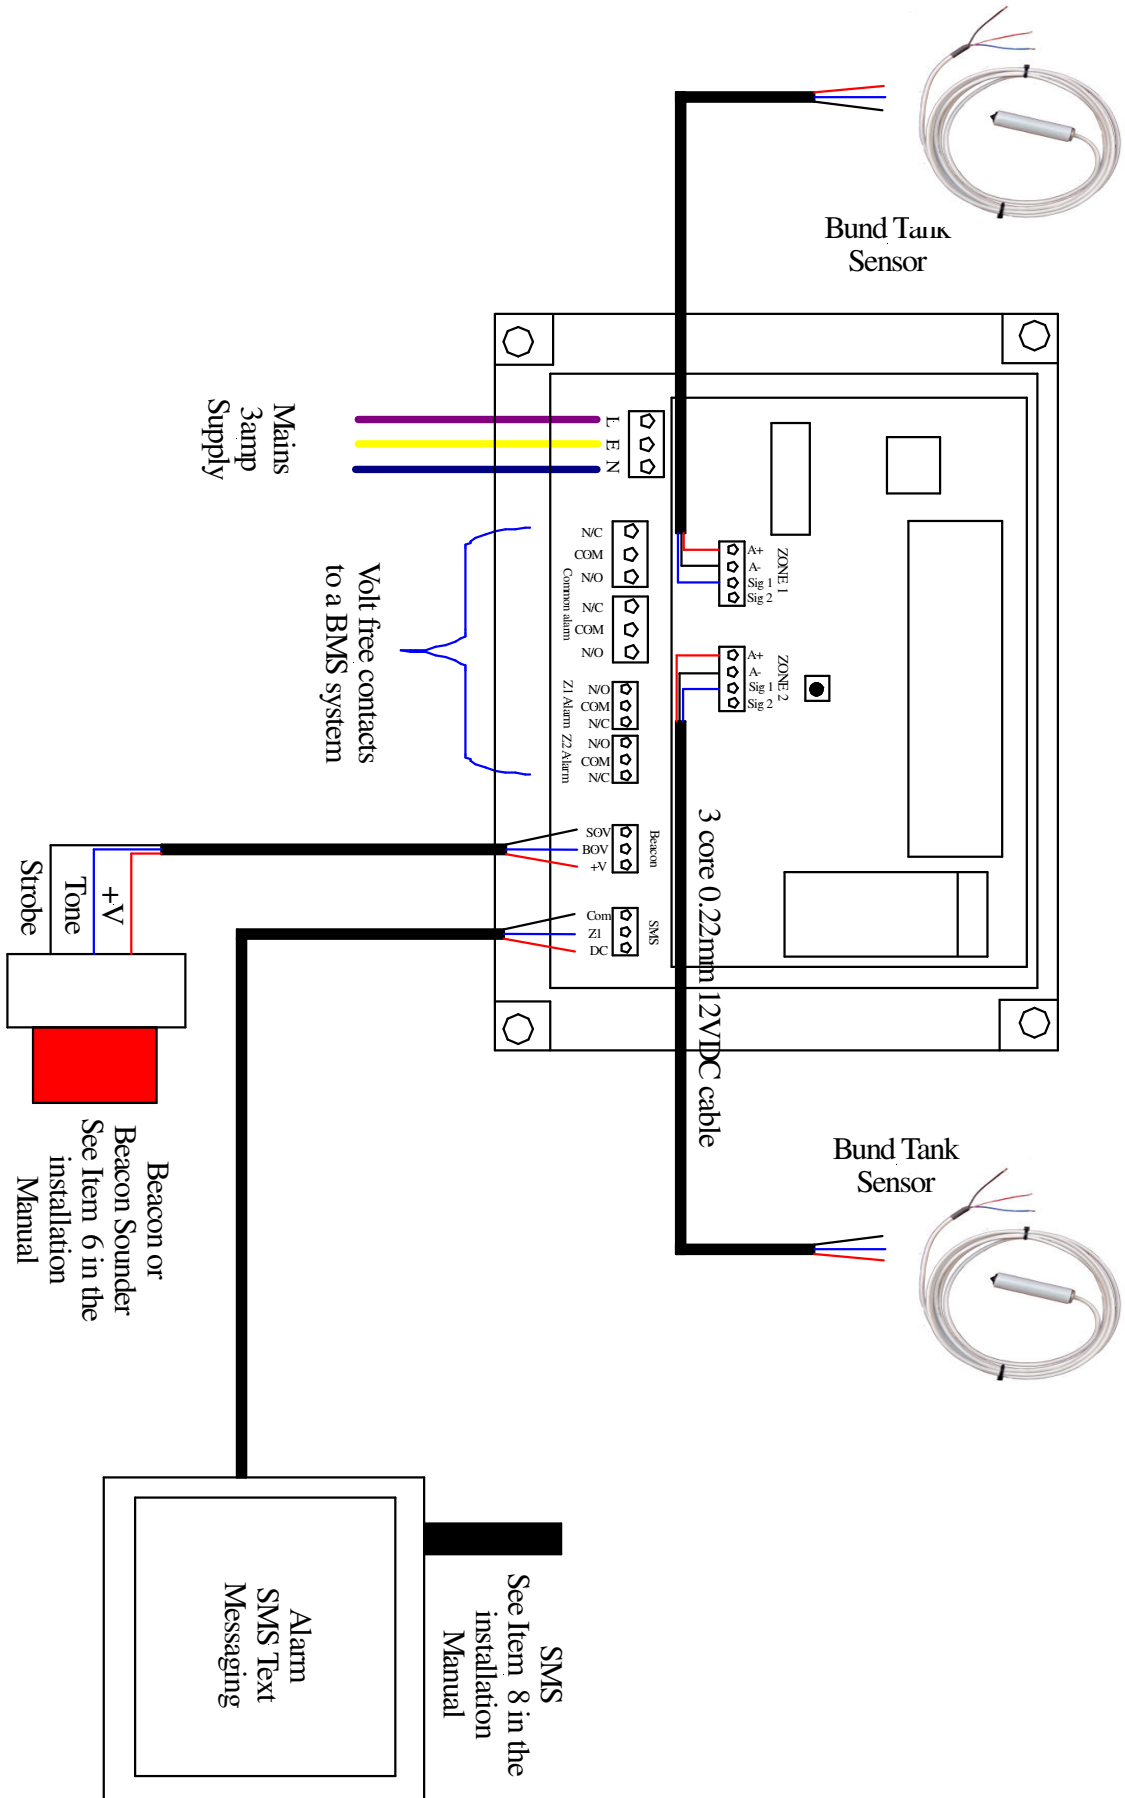 Bund Tank
Sensor
Mains
3amp
Supply
L
E
N
N/C
COM
N/O
Common alarm
N/C
COM
N/O
Z1 Alarm
N/O
COM
N/C
Z2 Alarm
N/O
COM
N/C
Volt free contacts
to a BMS system
ZONE 1
A+
A-
Sig 1
Sig 2
ZONE 2
A+
A-
Sig 1
Sig 2
Beacon
SOV
BOV
+V
SMS
Com
Z1
DC
3 core 0.22mm 12VDC cable
+V
Tone
Strobe
Beacon or
Beacon Sounder
See Item 6 in the
installation
Manual
Bund Tank
Sensor
SMS
See Item 8 in the
installation
Manual
Alarm
SMS Text
Messaging